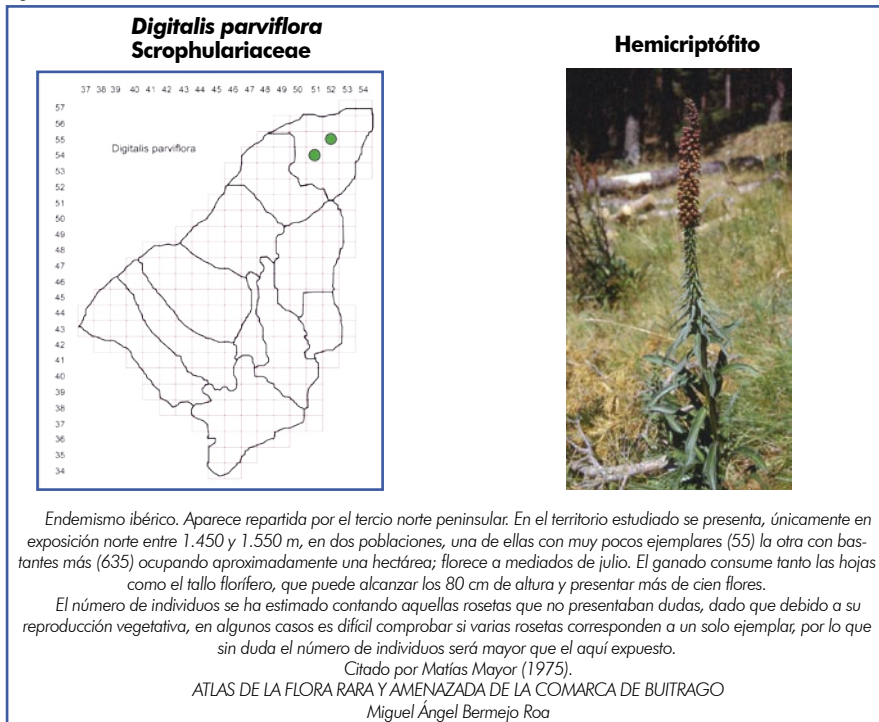 Digitalis parviflora
Scrophulariaceae
Hemicriptófito
37 38 39 40 41 42 43 44 45 46 47 48 49 50 51 52 53 54
57
56
55
54
53
52
51
50
49
48
47
46
45
44
43
42
41
40
39
38
37
36
35
34
Digitalis parviflora
Endemismo ibérico. Aparece repartida por el tercio norte peninsular. En el territorio estudiado se presenta, únicamente en
exposición norte entre 1.450 y 1.550 m, en dos poblaciones, una de ellas con muy pocos ejemplares (55) la otra con bas-
tantes más (635) ocupando aproximadamente una hectárea; florece a mediados de julio. El ganado consume tanto las hojas
como el tallo florífero, que puede alcanzar los 80 cm de altura y presentar más de cien flores.
El número de individuos se ha estimado contando aquellas rosetas que no presentaban dudas, dado que debido a su
reproducción vegetativa, en algunos casos es difícil comprobar si varias rosetas corresponden a un solo ejemplar, por lo que
sin duda el número de individuos será mayor que el aquí expuesto.
Citado por Matías Mayor (1975).
ATLAS DE LA FLORA RARA Y AMENAZADA DE LA COMARCA DE BUITRAGO
Miguel Ángel Bermejo Roa